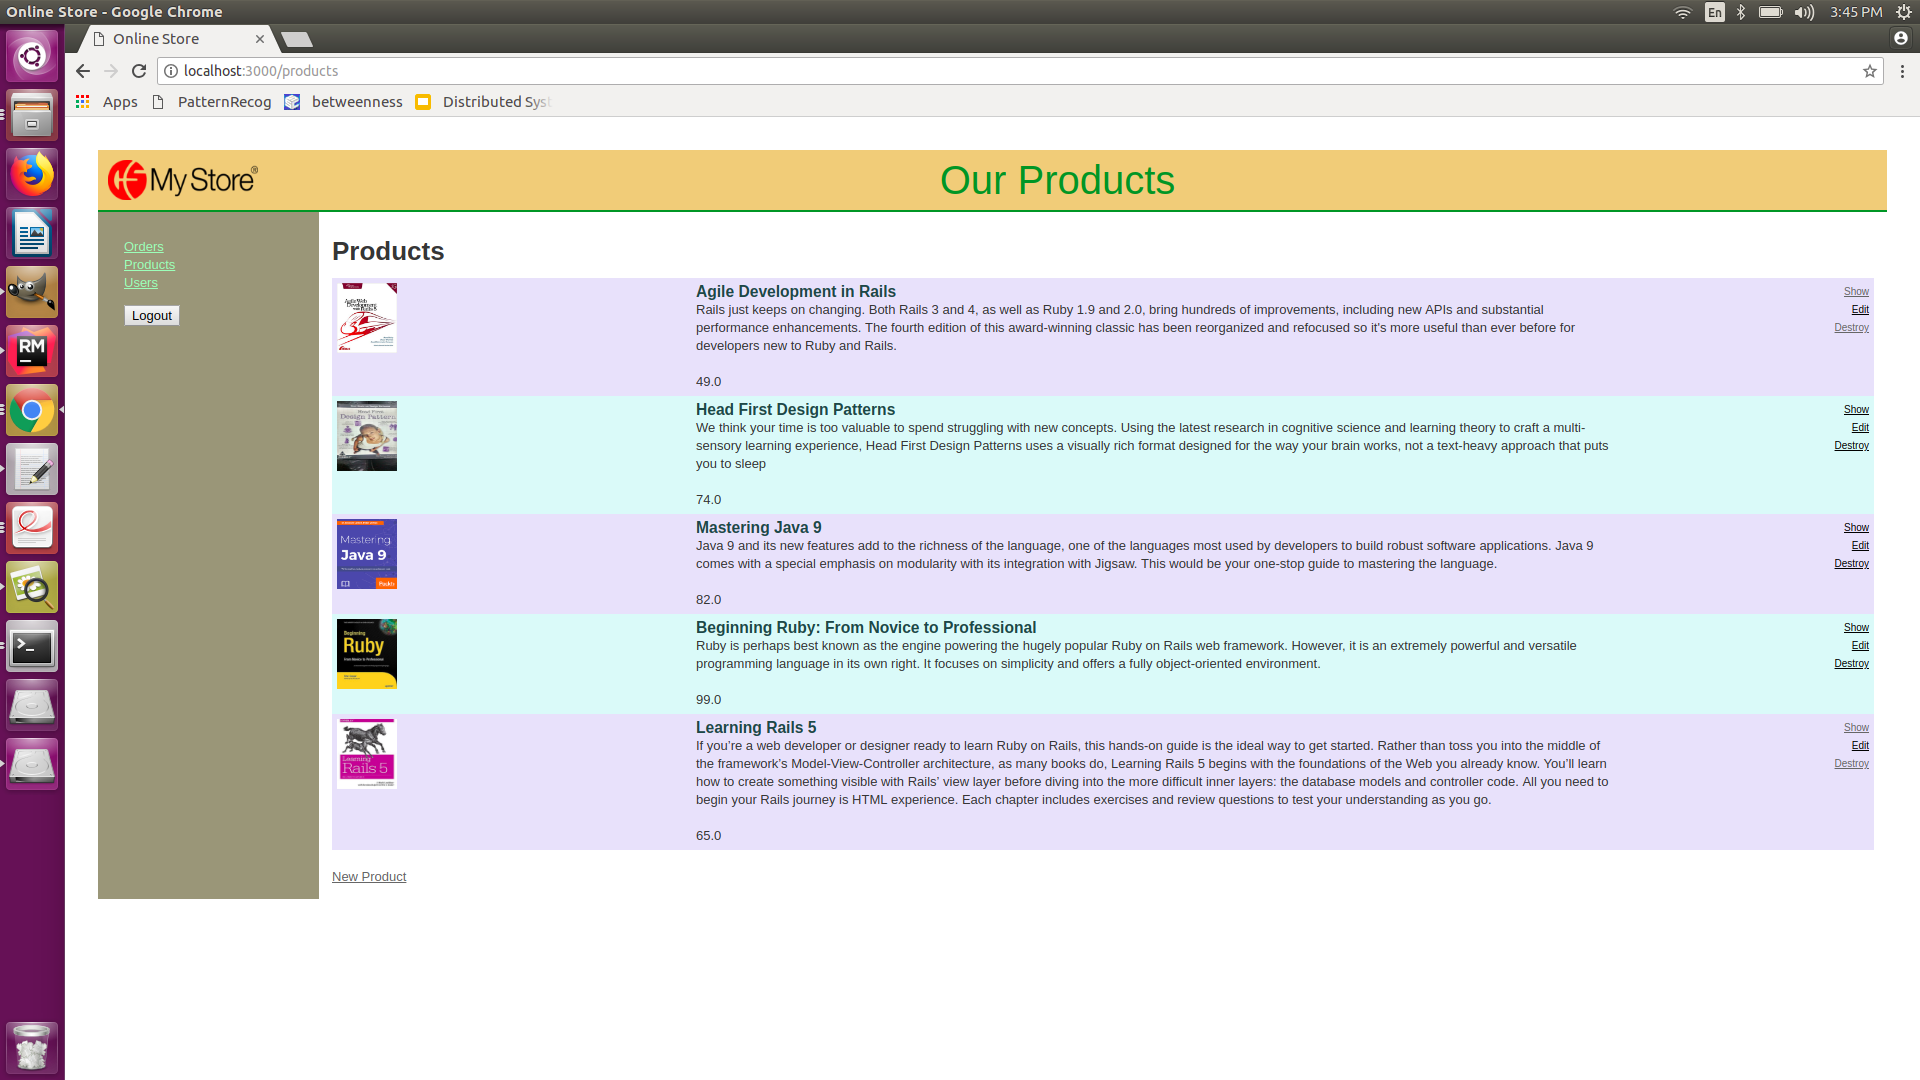 Online Store - Google Chrome
En
3:45 PM
Online Store
localhost:3000/products
Apps
PatternRecog
betweenness
Distributed Syst
My Store®
Our Products
Orders
Products
Users
Logout
Products
Agile Development in Rails
Rails just keeps on changing. Both Rails 3 and 4, as well as Ruby 1.9 and 2.0, bring hundreds of improvements, including new APIs and substantial
performance enhancements. The fourth edition of this award-winning classic has been reorganized and refocused so it's more useful than ever before for
developers new to Ruby and Rails.
49.0
Show
Edit
Destroy
Design Patterns
Head First Design Patterns
We think your time is too valuable to spend struggling with new concepts. Using the latest research in cognitive science and learning theory to craft a multi-
sensory learning experience, Head First Design Patterns uses a visually rich format designed for the way your brain works, not a text-heavy approach that puts
you to sleep
74.0
Show
Edit
Destroy
Mastering
Java 9
Packt
Mastering Java 9
Java 9 and its new features add to the richness of the language, one of the languages most used by developers to build robust software applications. Java 9
comes with a special emphasis on modularity with its integration with Jigsaw. This would be your one-stop guide to mastering the language.
82.0
Show
Edit
Destroy
Beginning
Ruby
From Novice to Professional
Beginning Ruby: From Novice to Professional
Ruby is perhaps best known as the engine powering the hugely popular Ruby on Rails web framework. However, it is an extremely powerful and versatile
programming language in its own right. It focuses on simplicity and offers a fully object-oriented environment.
99.0
Show
Edit
Destroy
Learning
Rails 5
Learning Rails 5
If you’re a web developer or designer ready to learn Ruby on Rails, this hands-on guide is the ideal way to get started. Rather than toss you into the middle of
the framework’s Model-View-Controller architecture, as many books do, Learning Rails 5 begins with the foundations of the Web you already know. You’ll learn
how to create something visible with Rails’ view layer before diving into the more difficult inner layers: the database models and controller code. All you need to
begin your Rails journey is HTML experience. Each chapter includes exercises and review questions to test your understanding as you go.
65.0
Show
Edit
Destroy
New Product
RM